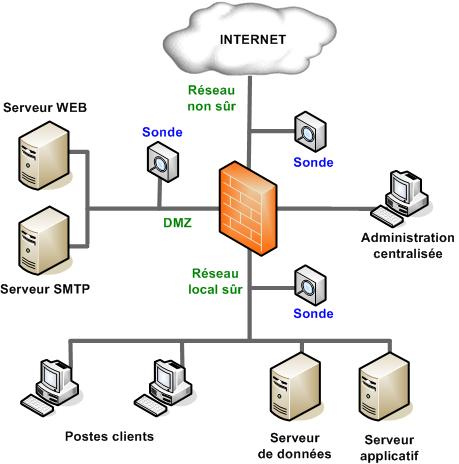 INTERNET
Réseau
non sûr
Serveur WEB
Sonde
Sonde
DMZ
Administration
centralisée
Serveur SMTP
Réseau
local sûr
Sonde
Postes clients
Serveur
de données
Serveur
applicatif